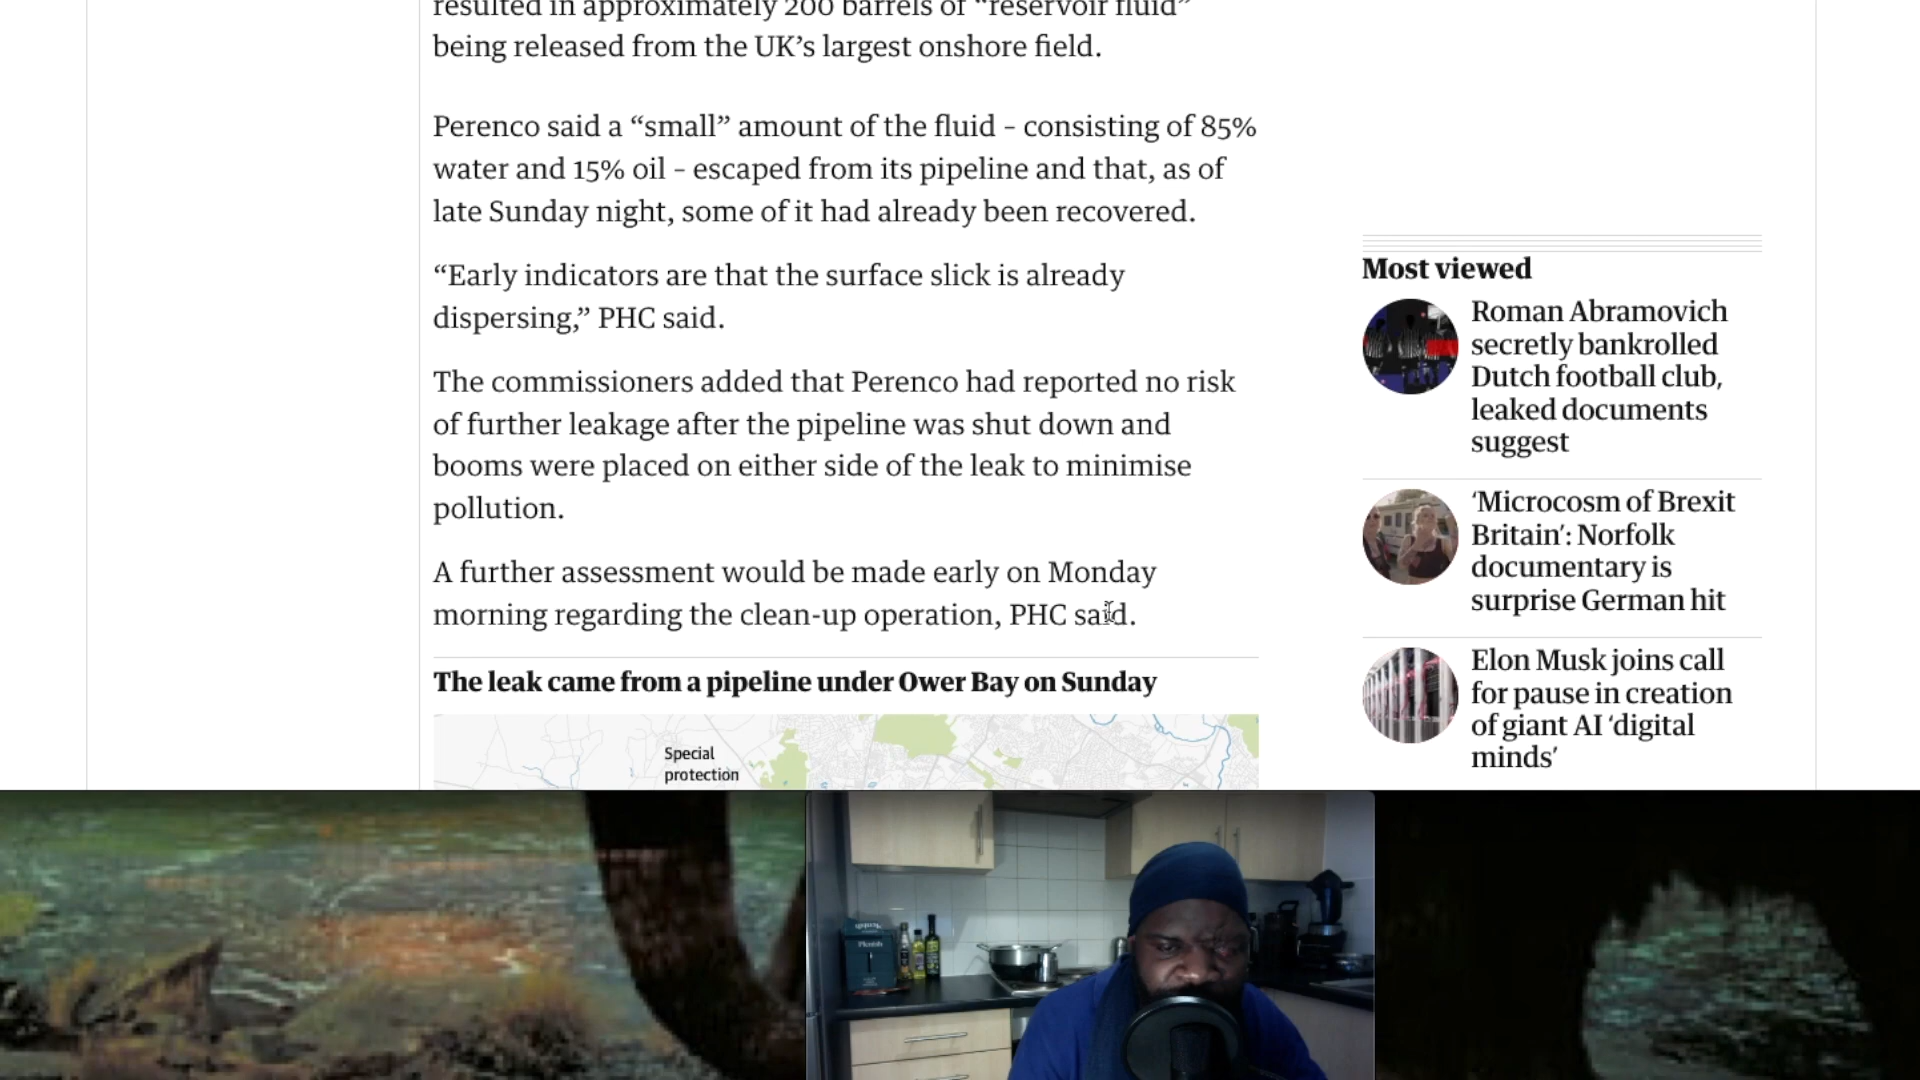 resulted in approximately 200 barrels of “reservoir fluid”
being released from the UK’s largest onshore field.
Perenco said a “small” amount of the fluid – consisting of 85%
water and 15% oil – escaped from its pipeline and that, as of
late Sunday night, some of it had already been recovered.
“Early indicators are that the surface slick is already
dispersing,” PHC said.
The commissioners added that Perenco had reported no risk
of further leakage after the pipeline was shut down and
booms were placed on either side of the leak to minimise
pollution.
A further assessment would be made early on Monday
morning regarding the clean-up operation, PHC said.
The leak came from a pipeline under Ower Bay on Sunday
Special
protection
Most viewed
Roman Abramovich
secretly bankrolled
Dutch football club,
leaked documents
suggest
‘Microcosm of Brexit
Britain’: Norfolk
documentary is
surprise German hit
Elon Musk joins call
for pause in creation
of giant AI ‘digital
minds’
Plenish